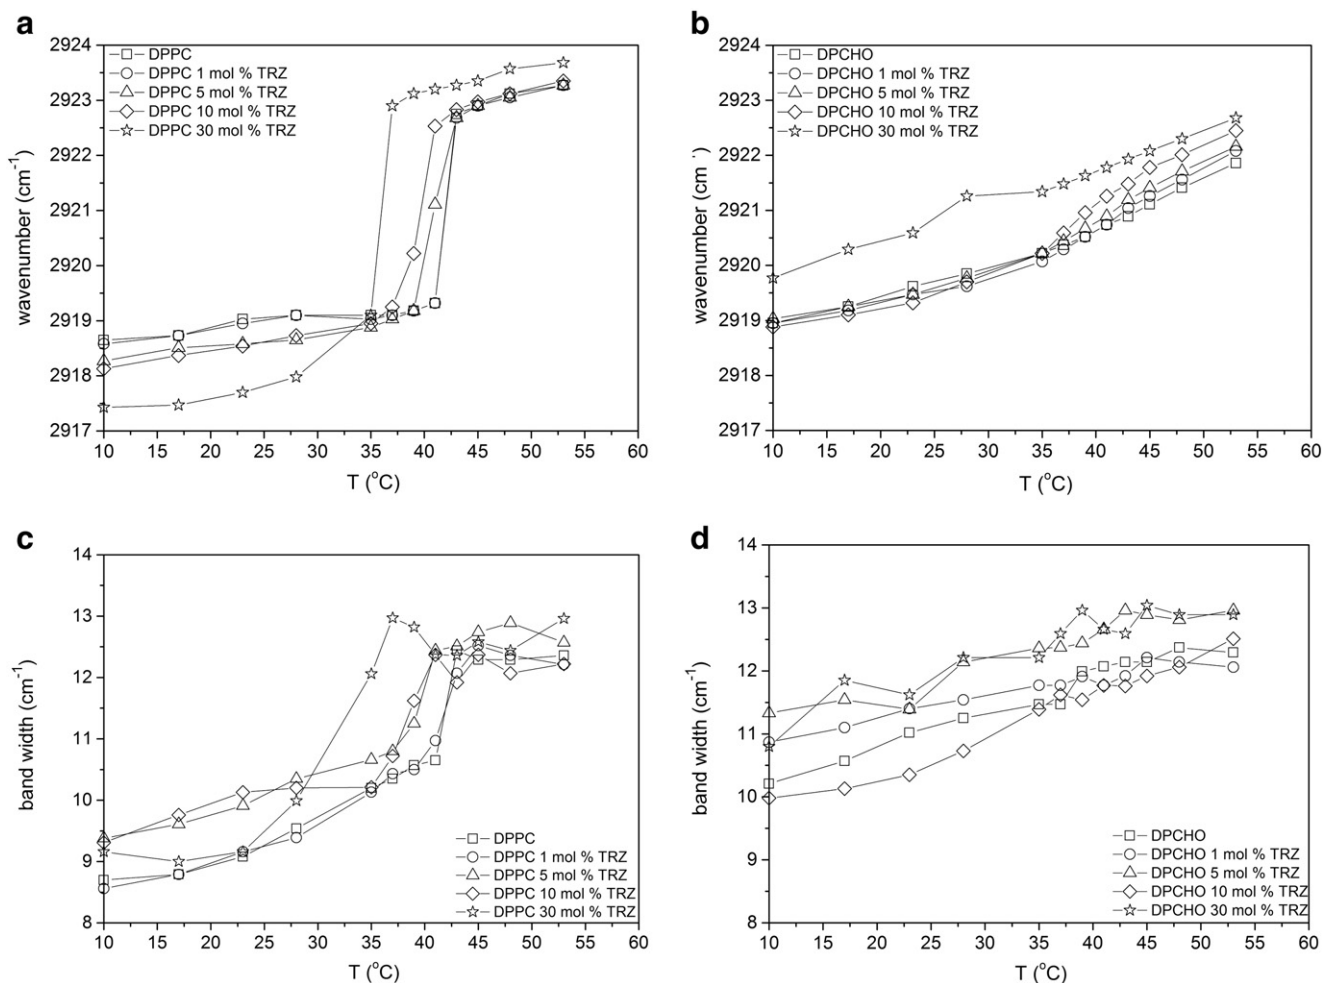 a
2924
2923
2922
2921
2920
2919
2918
2917
wavenumber (cm⁻¹)
DPPC
DPPC 1 mol % TRZ
DPPC 5 mol % TRZ
DPPC 10 mol % TRZ
DPPC 30 mol % TRZ
10 15 20 25 30 35 40 45 50 55 60
T (°C)
b
2924
2923
2922
2921
2920
2919
2918
2917
wavenumber (cm⁻¹)
DPCHO
DPCHO 1 mol % TRZ
DPCHO 5 mol % TRZ
DPCHO 10 mol % TRZ
DPCHO 30 mol % TRZ
10 15 20 25 30 35 40 45 50 55 60
T (°C)
c
14
13
12
11
10
9
8
band width (cm⁻¹)
DPPC
DPPC 1 mol % TRZ
DPPC 5 mol % TRZ
DPPC 10 mol % TRZ
DPPC 30 mol % TRZ
10 15 20 25 30 35 40 45 50 55 60
T (°C)
d
14
13
12
11
10
9
8
band width (cm⁻¹)
DPCHO
DPCHO 1 mol % TRZ
DPCHO 5 mol % TRZ
DPCHO 10 mol % TRZ
DPCHO 30 mol % TRZ
10 15 20 25 30 35 40 45 50 55 60
T (°C)